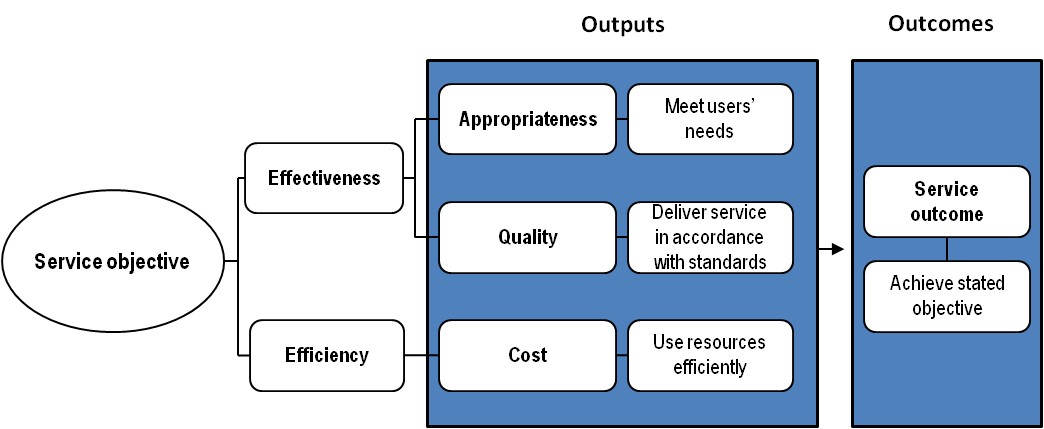 Outputs
Outcomes
Appropriateness
Meet users’
needs
Effectiveness
Service
outcome
Quality
Deliver service
in accordance
with standards
Service objective
Achieve stated
objective
Efficiency
Cost
Use resources
efficiently